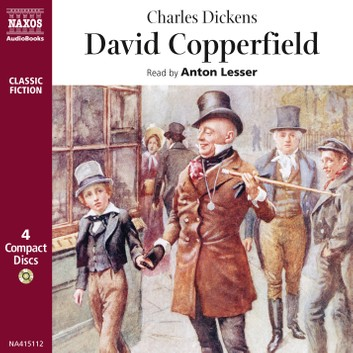 NAXOS
AudioBooks
CLASSIC
FICTION
4
Compact
Discs
NA415112
Charles Dickens
David Copperfield
Read by Anton Lesser